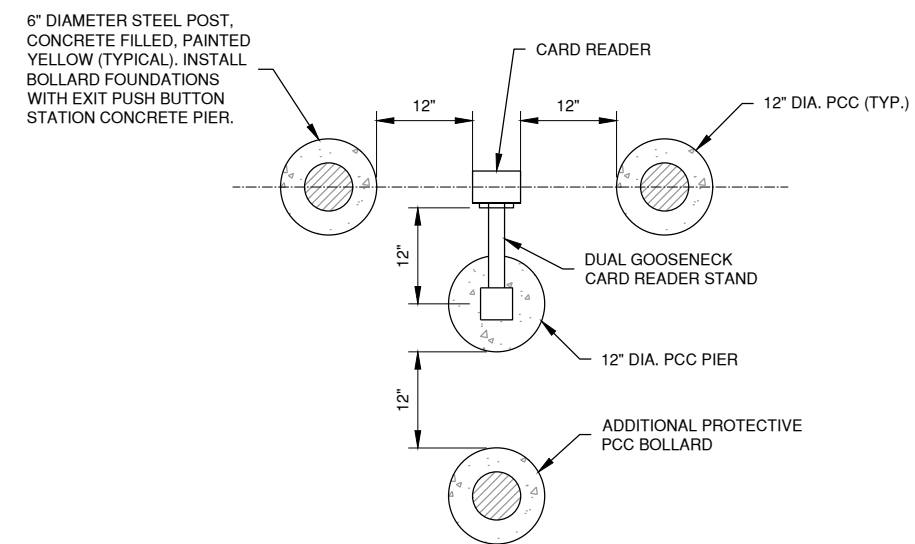 6" DIAMETER STEEL POST,
CONCRETE FILLED, PAINTED
YELLOW (TYPICAL). INSTALL
BOLLARD FOUNDATIONS
WITH EXIT PUSH BUTTON
STATION CONCRETE PIER.
CARD READER
12"
12"
12" DIA. PCC (TYP.)
12"
DUAL GOOSENECK
CARD READER STAND
12" DIA. PCC PIER
12"
ADDITIONAL PROTECTIVE
PCC BOLLARD